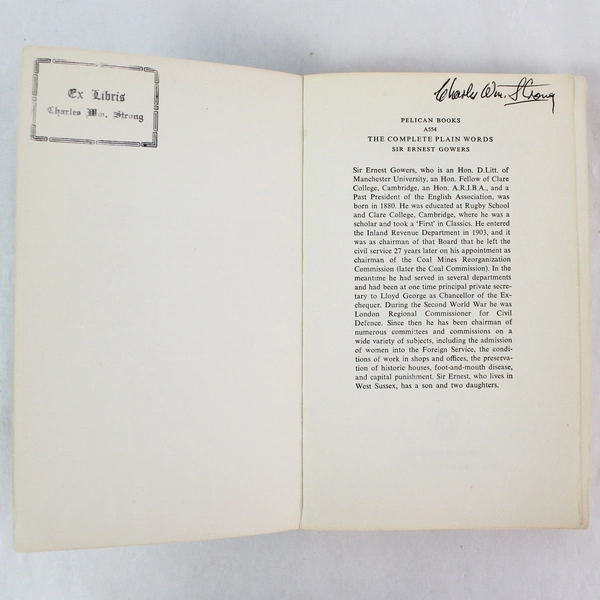 Ex Libris
Charles Wm. Strong
Charles Wm. Strong
PELICAN BOOKS
A554
THE COMPLETE PLAIN WORDS
SIR ERNEST GOWERS
Sir Ernest Gowers, who is an Hon. D.Litt. of
Manchester University, an Hon. Fellow of Clare
College, Cambridge, an Hon. A.R.I.B.A., and a
Past President of the English Association, was
born in 1880. He was educated at Rugby School
and Clare College, Cambridge, where he was a
scholar and took a 'First' in Classics. He entered
the Inland Revenue Department in 1903, and it
was as chairman of that Board that he left the
civil service 27 years later on his appointment as
chairman of the Coal Mines Reorganization
Commission (later the Coal Commission). In the
meantime he had served in several departments
and had been at one time principal private secre-
tary to Lloyd George as Chancellor of the Ex-
chequer. During the Second World War he was
London Regional Commissioner for Civil
Defence. Since then he has been chairman of
numerous committees and commissions on a
wide variety of subjects, including the admission
of women into the Foreign Service, the condi-
tions of work in shops and offices, the preserva-
tion of historic houses, foot-and-mouth disease,
and capital punishment. Sir Ernest, who lives in
West Sussex, has a son and two daughters.